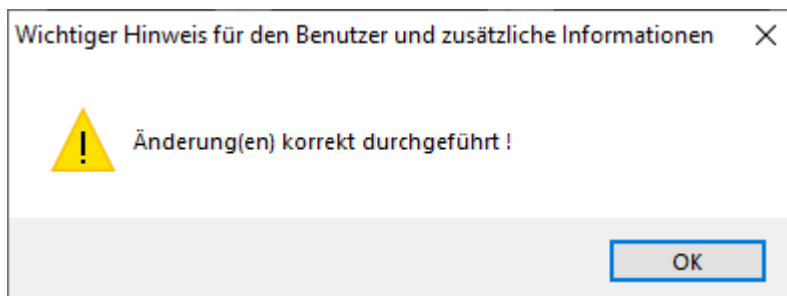 Wichtiger Hinweis für den Benutzer und zusätzliche Informationen
Änderung(en) korrekt durchgeführt !
OK